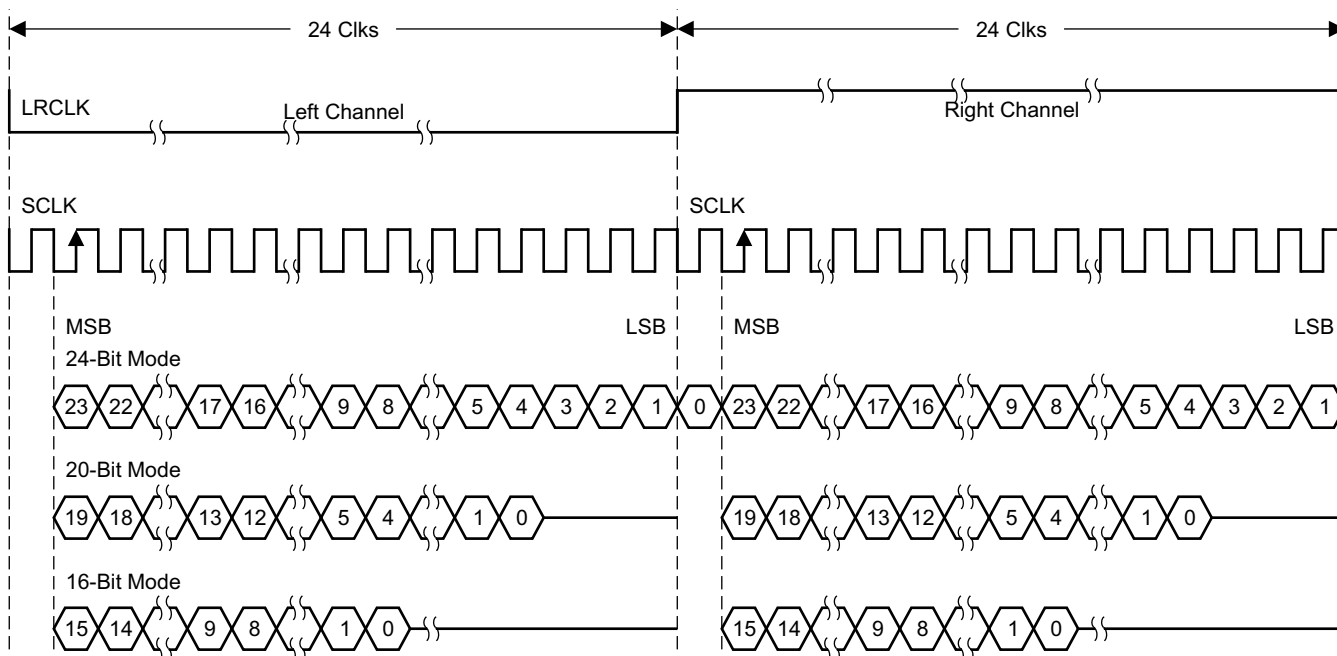 24 Clks 24 Clks
LRCLK Left Channel Right Channel
SCLK SCLK
MSB LSB MSB LSB
24-Bit Mode
23 22 17 16 9 8 5 4 3 2 1 0 23 22 17 16 9 8 5 4 3 2 1
20-Bit Mode
19 18 13 12 5 4 1 0 19 18 13 12 5 4 1 0
16-Bit Mode
15 14 9 8 1 0 15 14 9 8 1 0